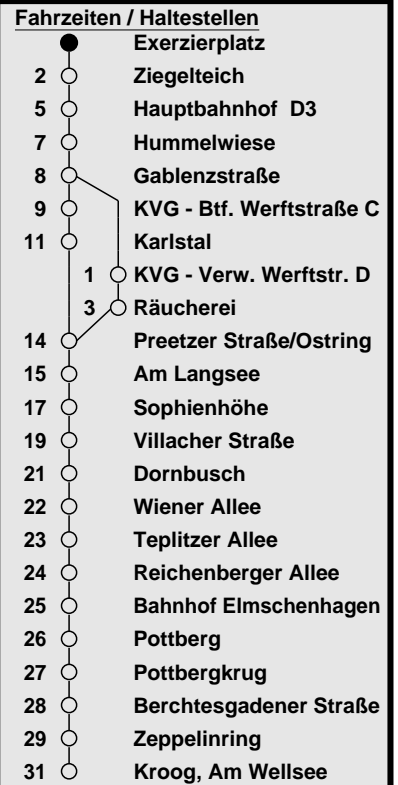 Fahrzeiten / Haltestellen
Exerzierplatz
2 Ziegelteich
5 Hauptbahnhof D3
7 Hummelwiese
8 Gablenzstraße
9 KVG - Btf. Werftstraße C
11 Karlstal
1 KVG - Verw. Werftstr. D
3 Räucherei
14 Preetzer Straße/Ostring
15 Am Langsee
17 Sophienhöhe
19 Villacher Straße
21 Dornbusch
22 Wiener Allee
23 Teplitzer Allee
24 Reichenberger Allee
25 Bahnhof Elmschenhagen
26 Pottberg
27 Pottbergkrug
28 Berchtesgadener Straße
29 Zeppelinring
31 Kroog, Am Wellsee